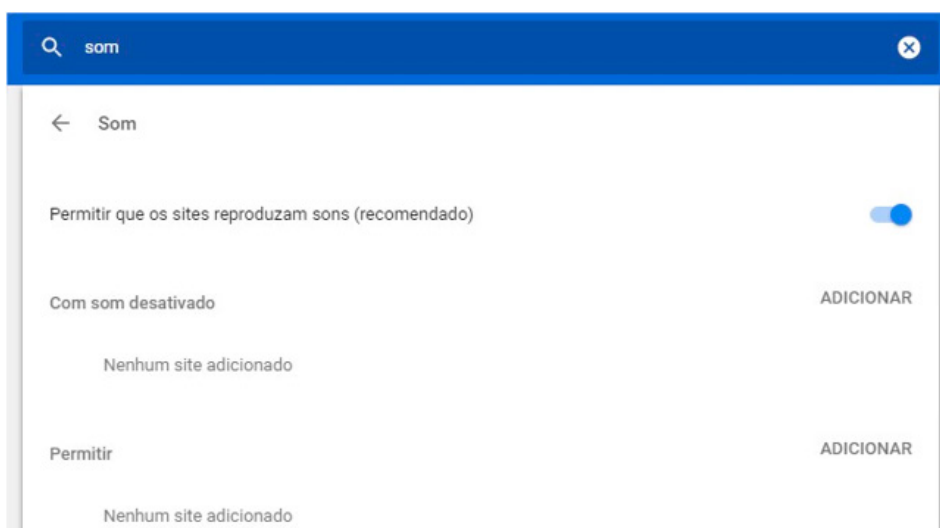 som
Som
Permitir que os sites reproduzam sons (recomendado)
Com som desativado
ADICIONAR
Nenhum site adicionado
Permitir
ADICIONAR
Nenhum site adicionado